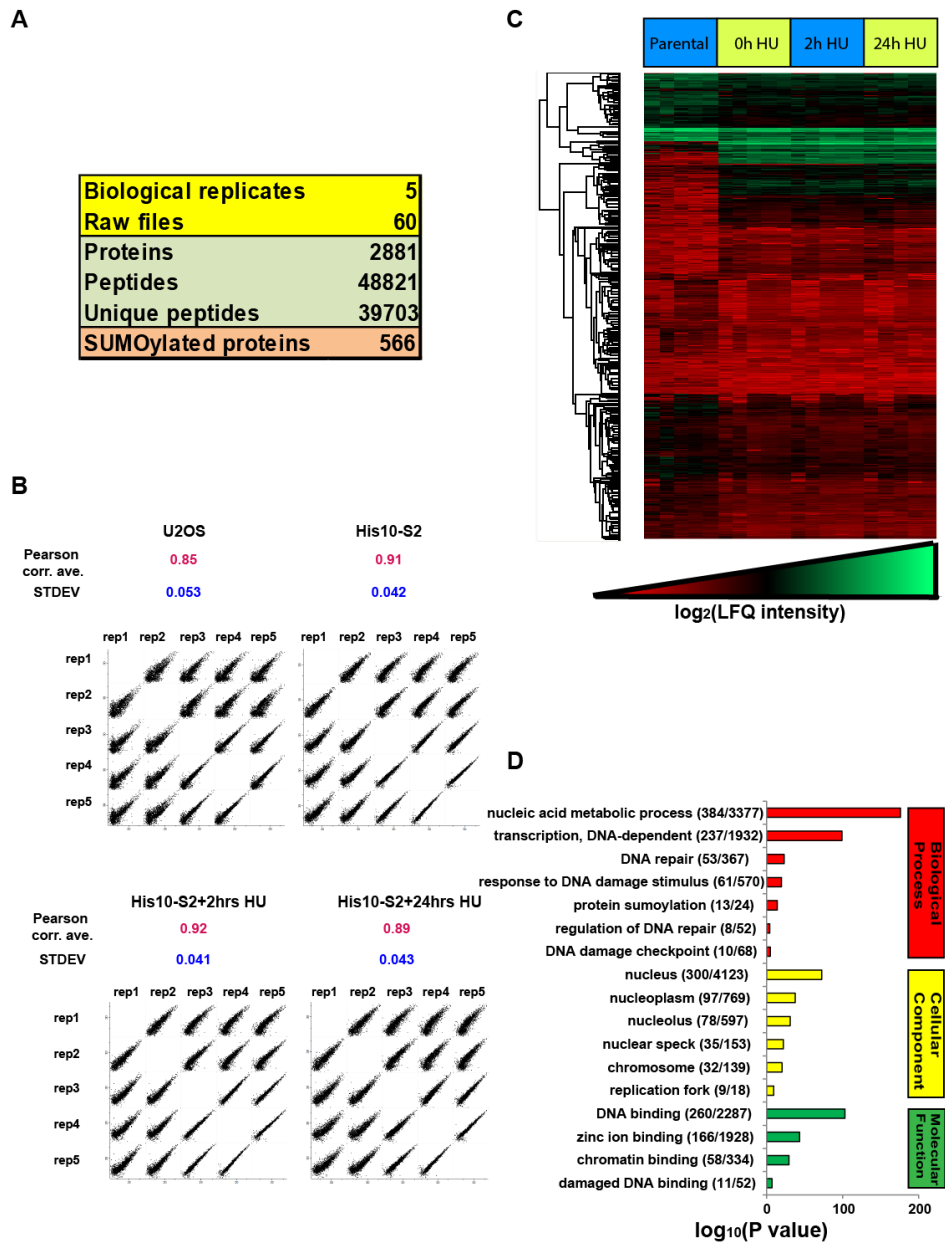 A
Biological replicates 5
Raw files 60
Proteins 2881
Peptides 48821
Unique peptides 39703
SUMOylated proteins 566
B
U2OS His10-S2
Pearson corr. ave. 0.85 0.91
STDEV 0.053 0.042
rep1 rep2 rep3 rep4 rep5 rep1 rep2 rep3 rep4 rep5
rep1
rep2
rep3
rep4
rep5
His10-S2+2hrs HU His10-S2+24hrs HU
Pearson corr. ave. 0.92 0.89
STDEV 0.041 0.043
rep1 rep2 rep3 rep4 rep5 rep1 rep2 rep3 rep4 rep5
rep1
rep2
rep3
rep4
rep5
C
Parental 0h HU 2h HU 24h HU
log2(LFQ intensity)
D
nucleic acid metabolic process (384/3377)
transcription, DNA-dependent (237/1932)
DNA repair (53/367)
response to DNA damage stimulus (61/570)
protein sumoylation (13/24)
regulation of DNA repair (8/52)
DNA damage checkpoint (10/68)
nucleus (300/4123)
nucleoplasm (97/769)
nucleolus (78/597)
nuclear speck (35/153)
chromosome (32/139)
replication fork (9/18)
DNA binding (260/2287)
zinc ion binding (166/1928)
chromatin binding (58/334)
damaged DNA binding (11/52)
Biological Process
Cellular Component
Molecular Function
0 100 200
log10(P value)